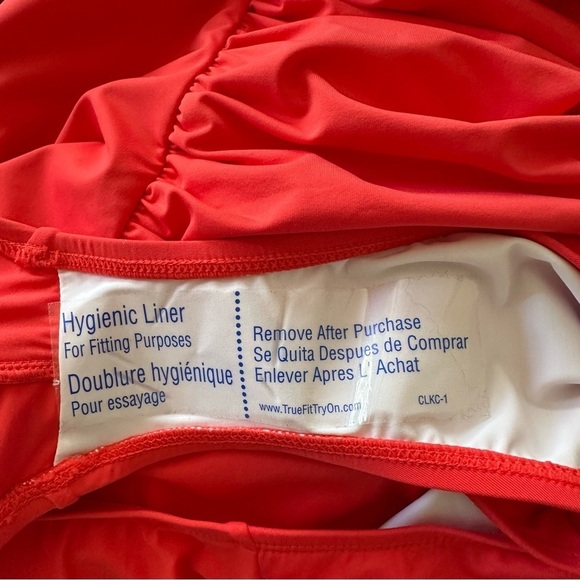 Hygienic Liner
For Fitting Purposes
Doublure hygiénique
Pour essayage
Remove After Purchase
Se Quita Despues de Comprar
Enlever Apres L' Achat
www.TrueFitTryOn.com
CLKC-1